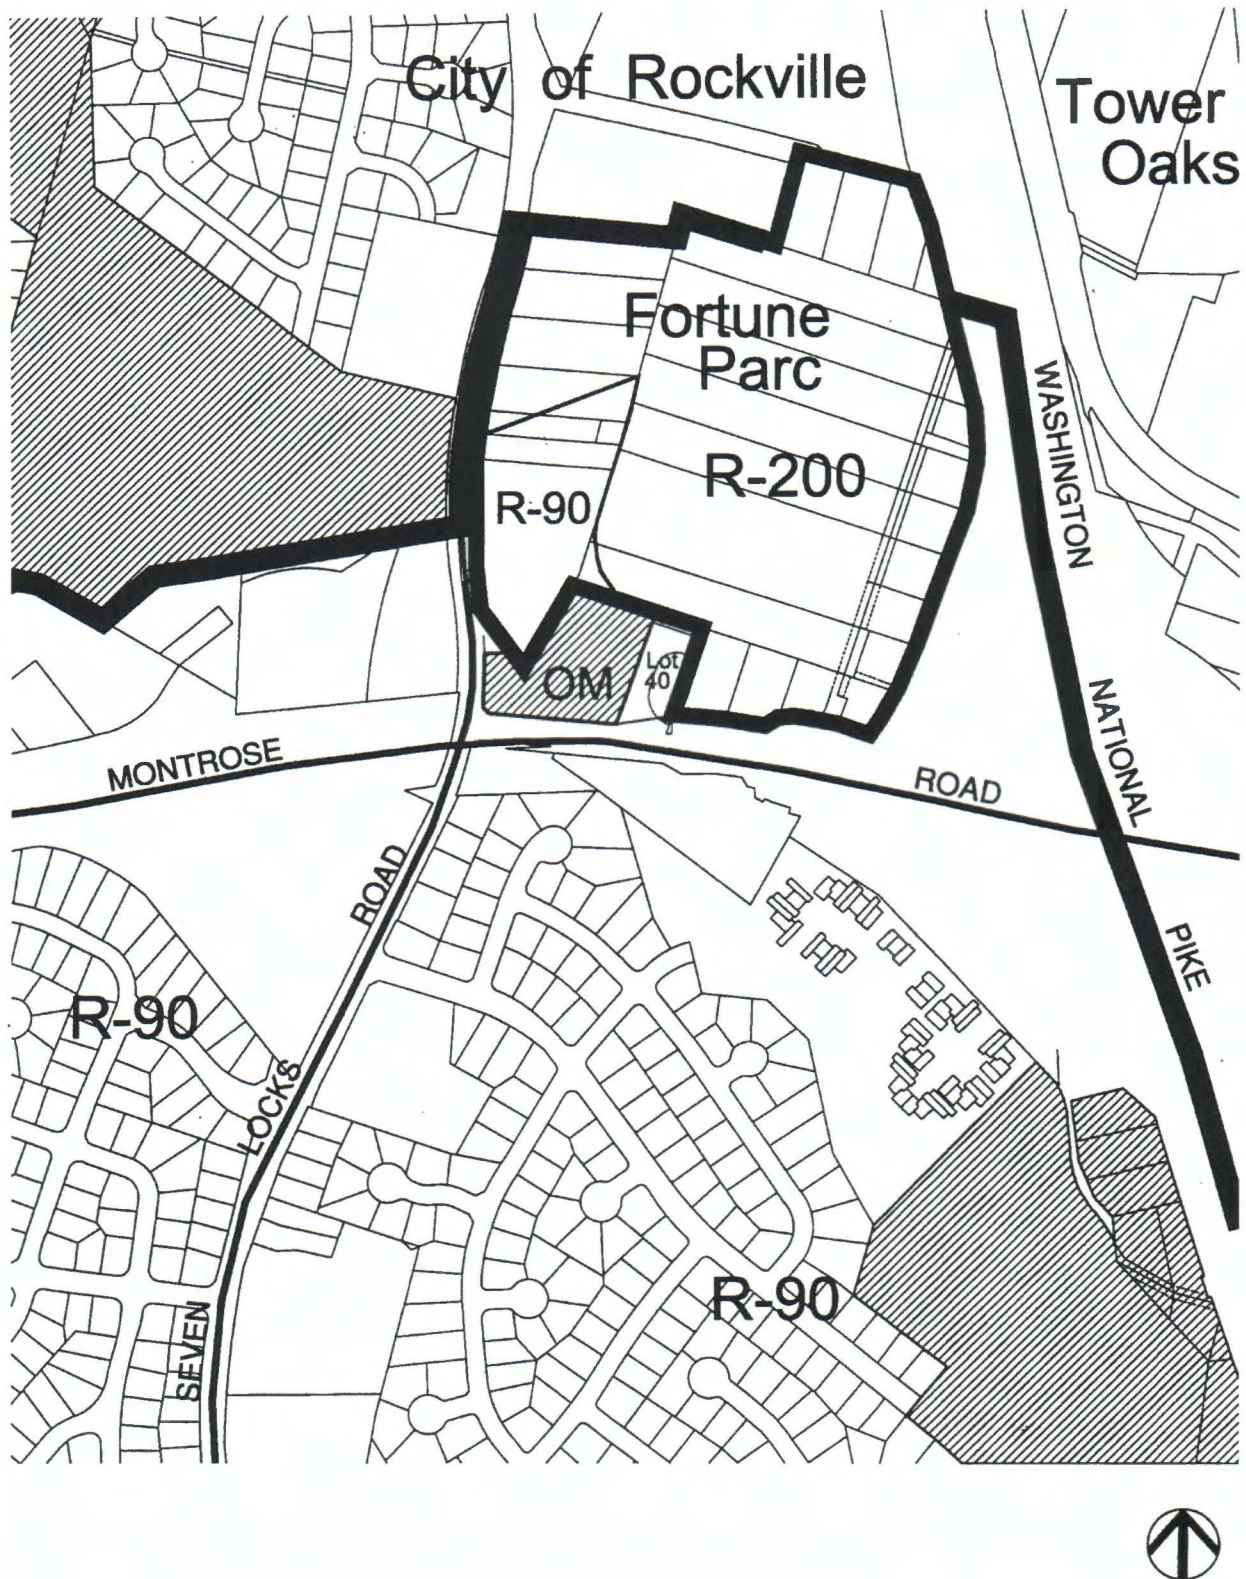 City of Rockville
Tower
Oaks
Fortune
Parc
WASHINGTON
R-200
R-90
Lot
40
OM
NATIONAL
MONTROSE
ROAD
ROAD
PIKE
R-90
LOCKS
R-90
SEVEN